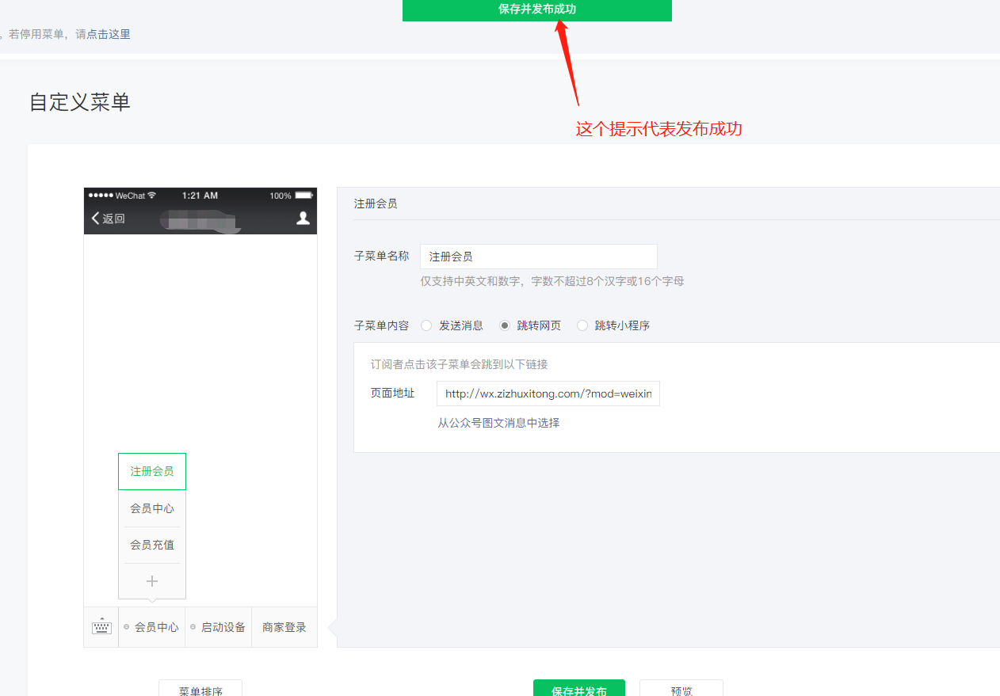 保存并发布成功
。若停用菜单，请点击这里
自定义菜单
这个提示代表发布成功
WeChat 1:21 AM 100%
返回
注册会员
子菜单名称 注册会员
仅支持中英文和数字，字数不超过8个汉字或16个字母
子菜单内容 发送消息 跳转网页 跳转小程序
订阅者点击该子菜单会跳到以下链接
页面地址 http://wx.zizhuxitong.com/?mod=weixin
从公众号图文消息中选择
注册会员
会员中心
会员充值
会员中心 启动设备 商家登录
菜单排序 保存并发布 预览